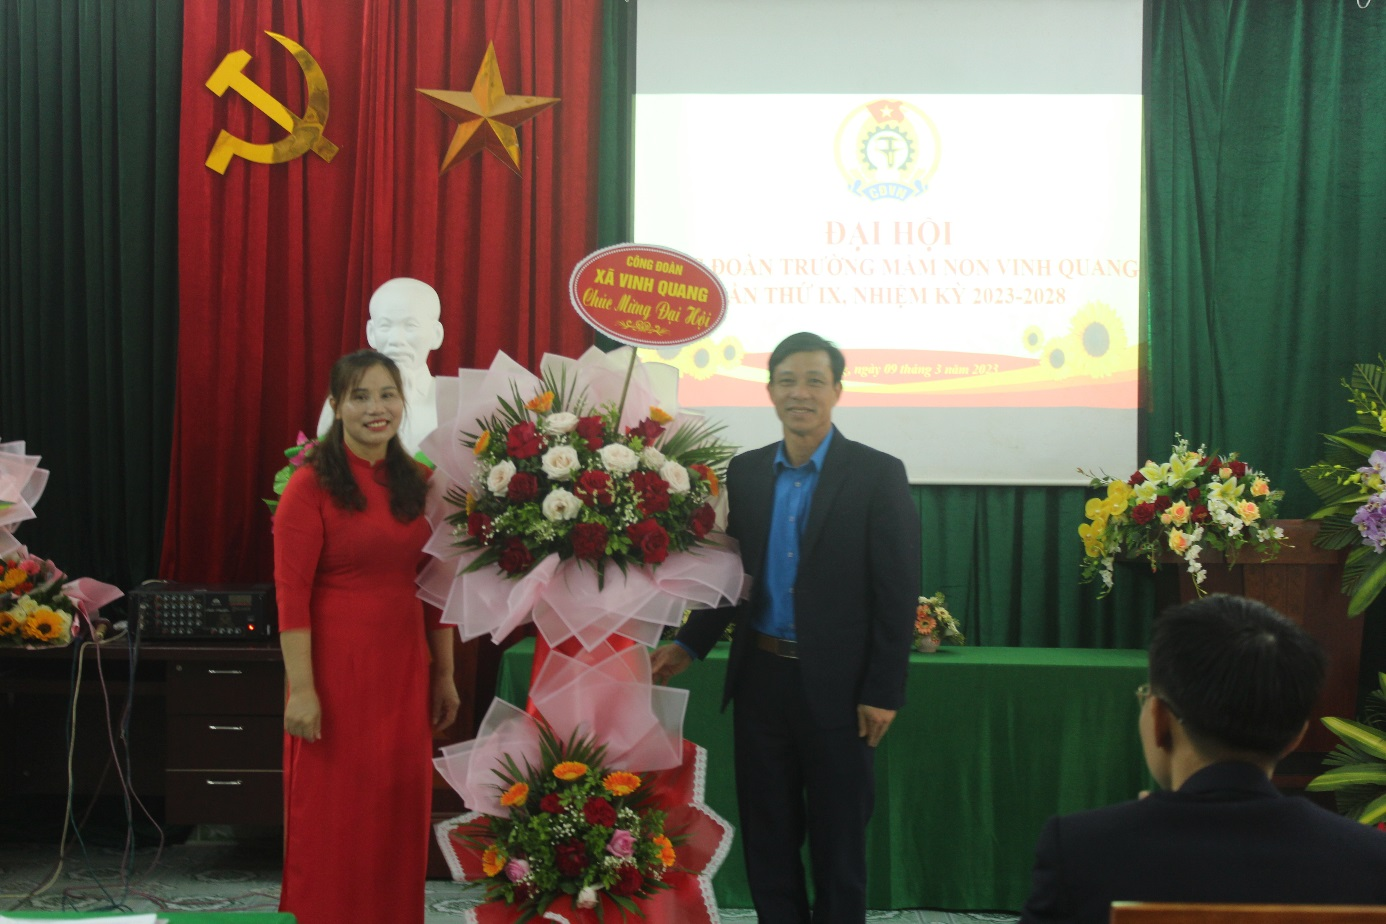 CĐVN
ĐẠI HỘI
ĐOÀN TRƯỜNG MẦM NON VINH QUANG
THỨ IX, NHIỆM KỲ 2023-2028
ngày 09 tháng 3 năm 2023
CÔNG ĐOÀN
XÃ VINH QUANG
Chúc Mừng Đại Hội